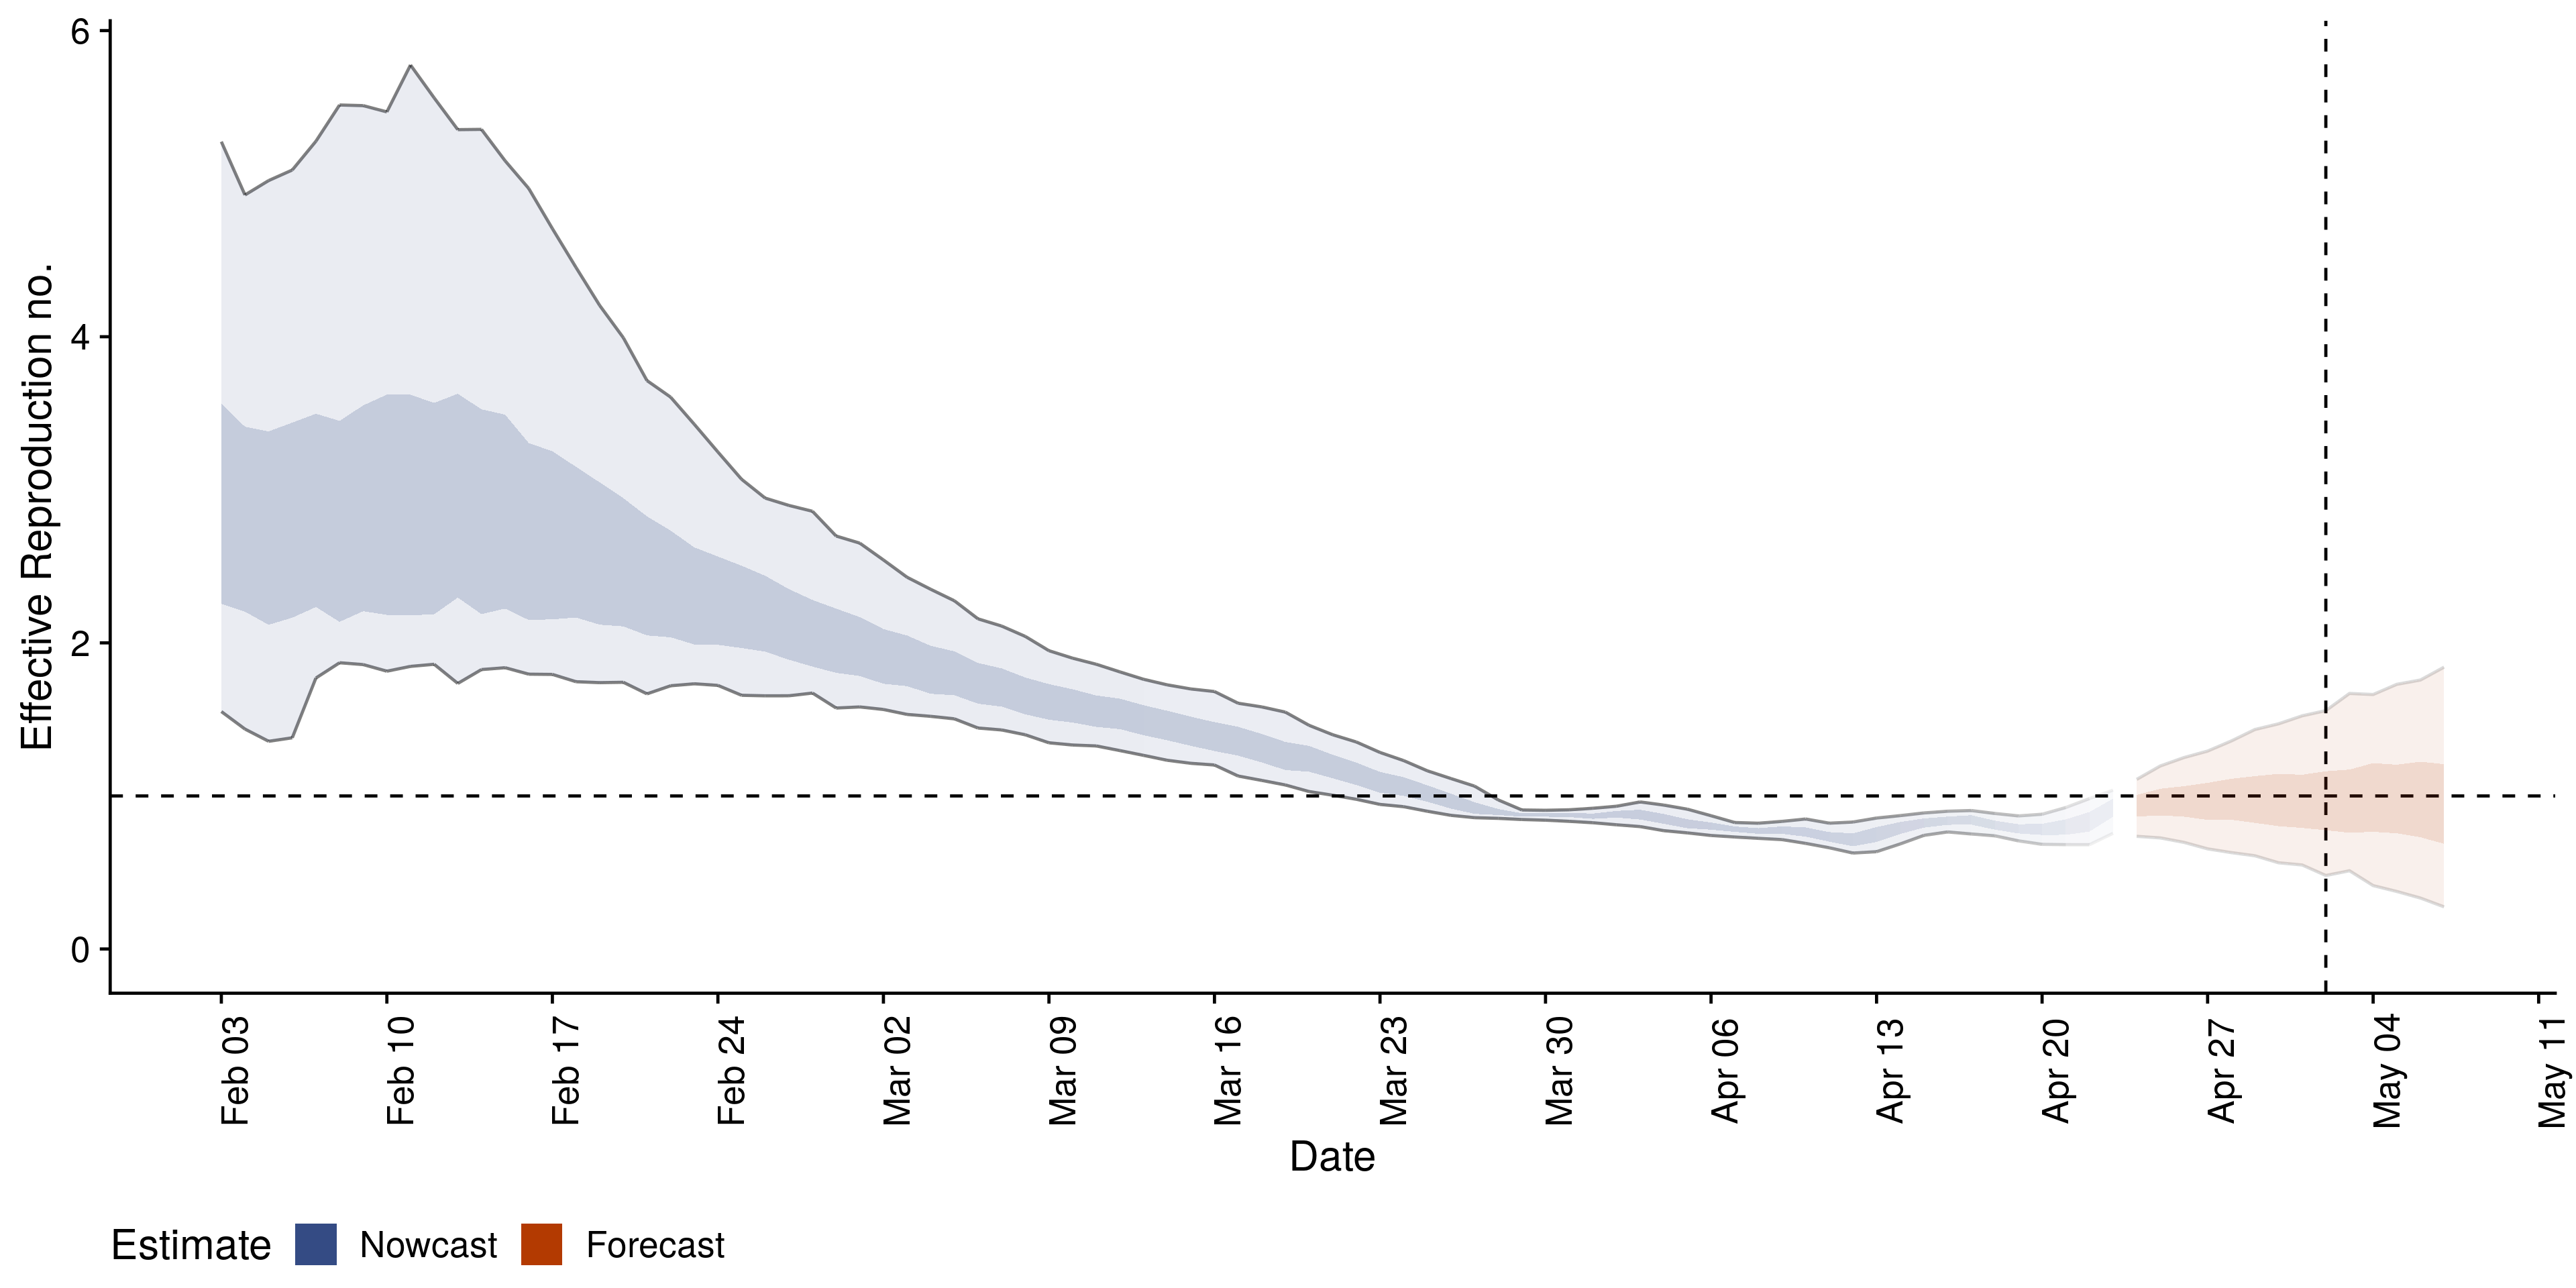 Effective Reproduction no.
6
4
2
0
Feb 03
Feb 10
Feb 17
Feb 24
Mar 02
Mar 09
Mar 16
Mar 23
Mar 30
Apr 06
Apr 13
Apr 20
Apr 27
May 04
May 11
Date
Estimate Nowcast Forecast